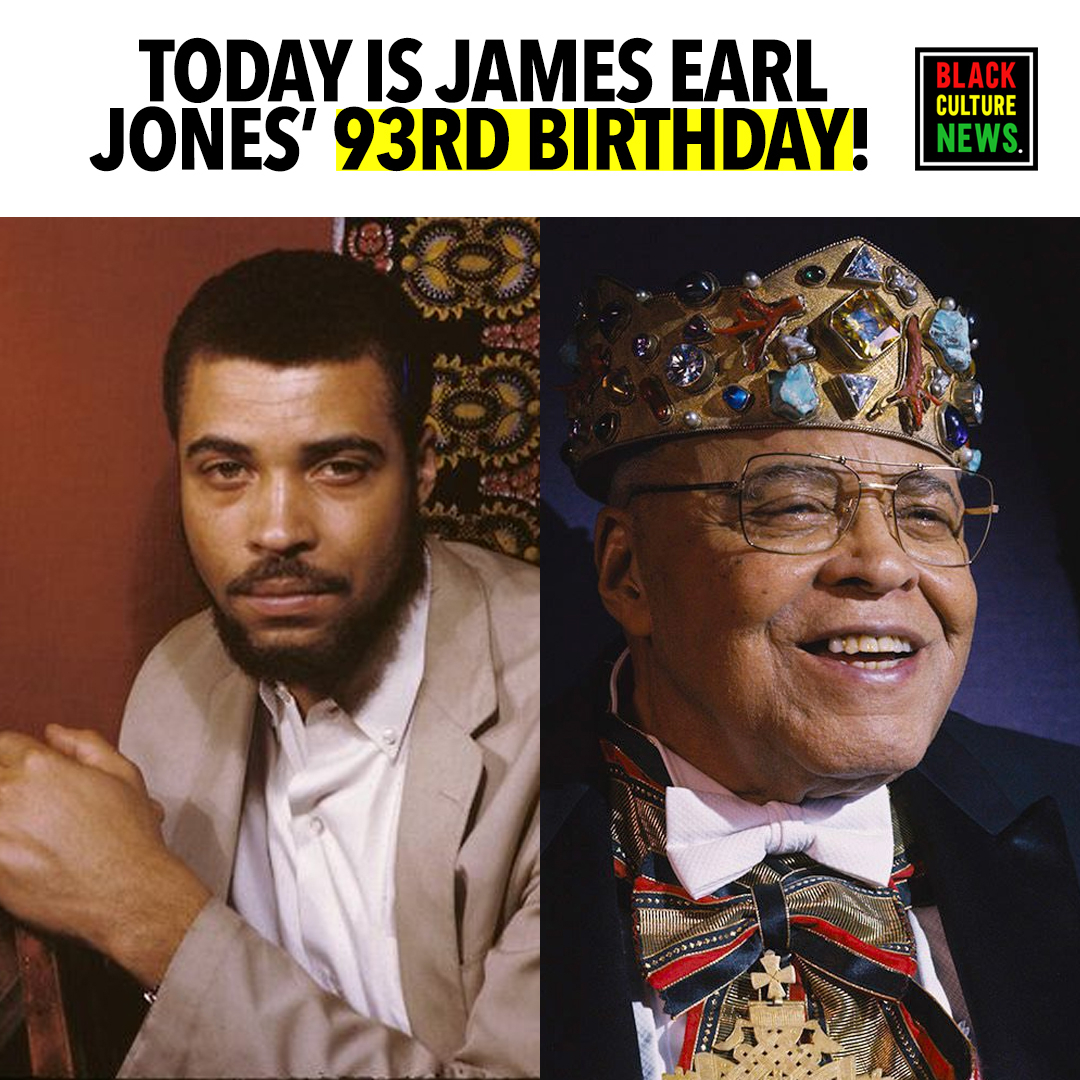 TODAY IS JAMES EARL
JONES’ 93RD BIRTHDAY!
BLACK
CULTURE
NEWS.